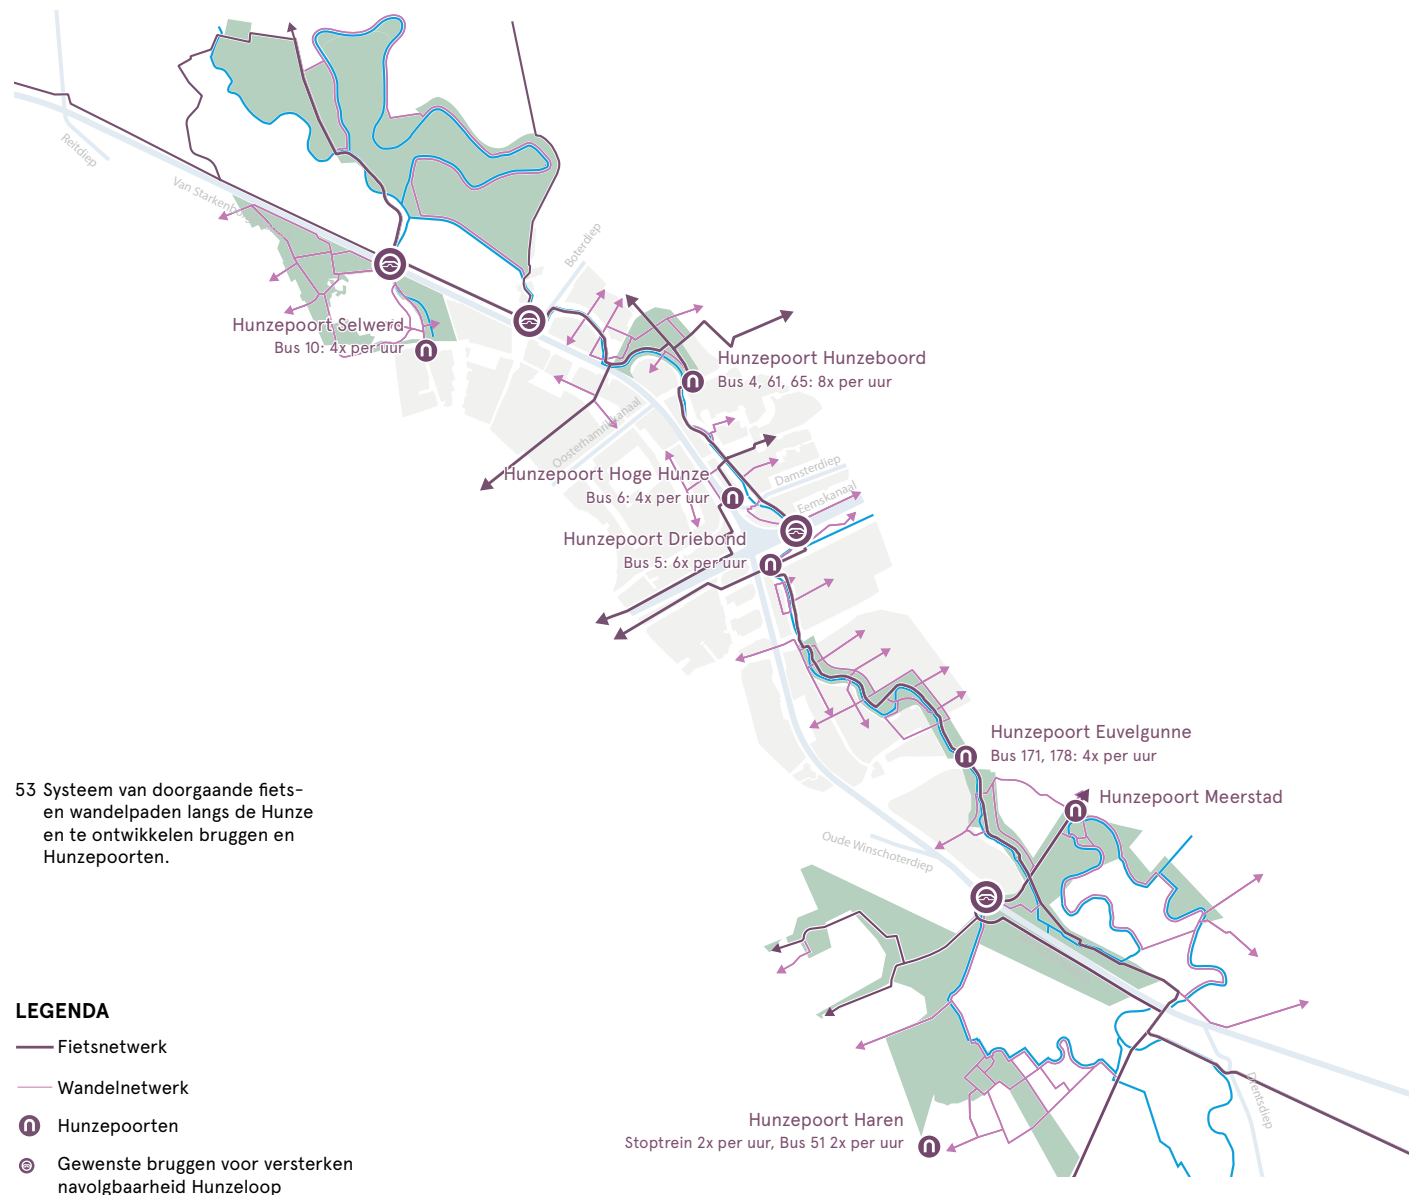 Reitdiep
Van Starkenborg
Boterdiep
Hunzepoort Selwerd
Bus 10: 4x per uur
Hunzepoort Hunzeboord
Bus 4, 61, 65: 8x per uur
Oosterhamrikkanaal
Hunzepoort Hoge Hunze
Bus 6: 4x per uur
Damsterdiep
Eemskanaal
Hunzepoort Driebond
Bus 5: 6x per uur
Hunzepoort Euvelgunne
Bus 171, 178: 4x per uur
Hunzepoort Meerstad
Oude Winschoterdiep
53 Systeem van doorgaande fiets-
en wandelpaden langs de Hunze
en te ontwikkelen bruggen en
Hunzepoorten.
Drentsdiep
Hunzepoort Haren
Stoptrein 2x per uur, Bus 51 2x per uur
LEGENDA
Fietsnetwerk
Wandelnetwerk
Hunzepoorten
Gewenste bruggen voor versterken
navolgbaarheid Hunzeloop